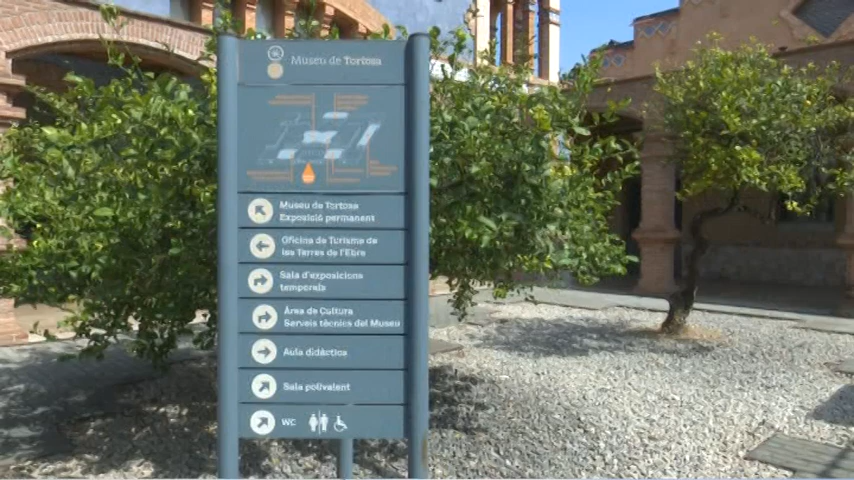 Museu de Tortosa
Museu de Tortosa
Exposició permanent
Oficina de Turisme de
les Terres de l'Ebre
Sala d'exposicions
temporals
Àrea de Cultura
Serveis tècnics del Museu
Aula didàctica
Sala polivalent
WC